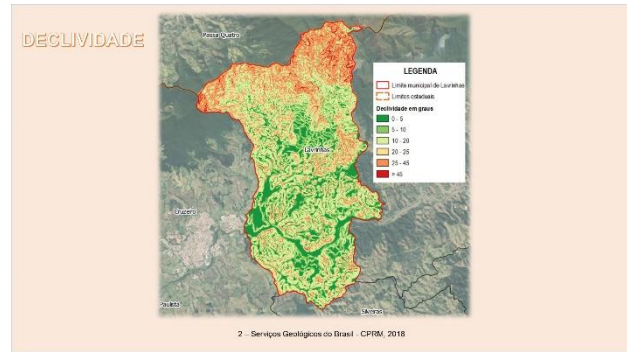 DECLIVIDADE
Passa Quatro
LEGENDA
Limite municipal de Lavrinhas
Limites estaduais
Declividade em graus
0 - 5
5 - 10
10 - 20
20 - 25
25 - 45
> 45
Lavrinhas
Cruzeiro
Paulista
Silveiras
2 – Serviços Geológicos do Brasil - CPRM, 2018